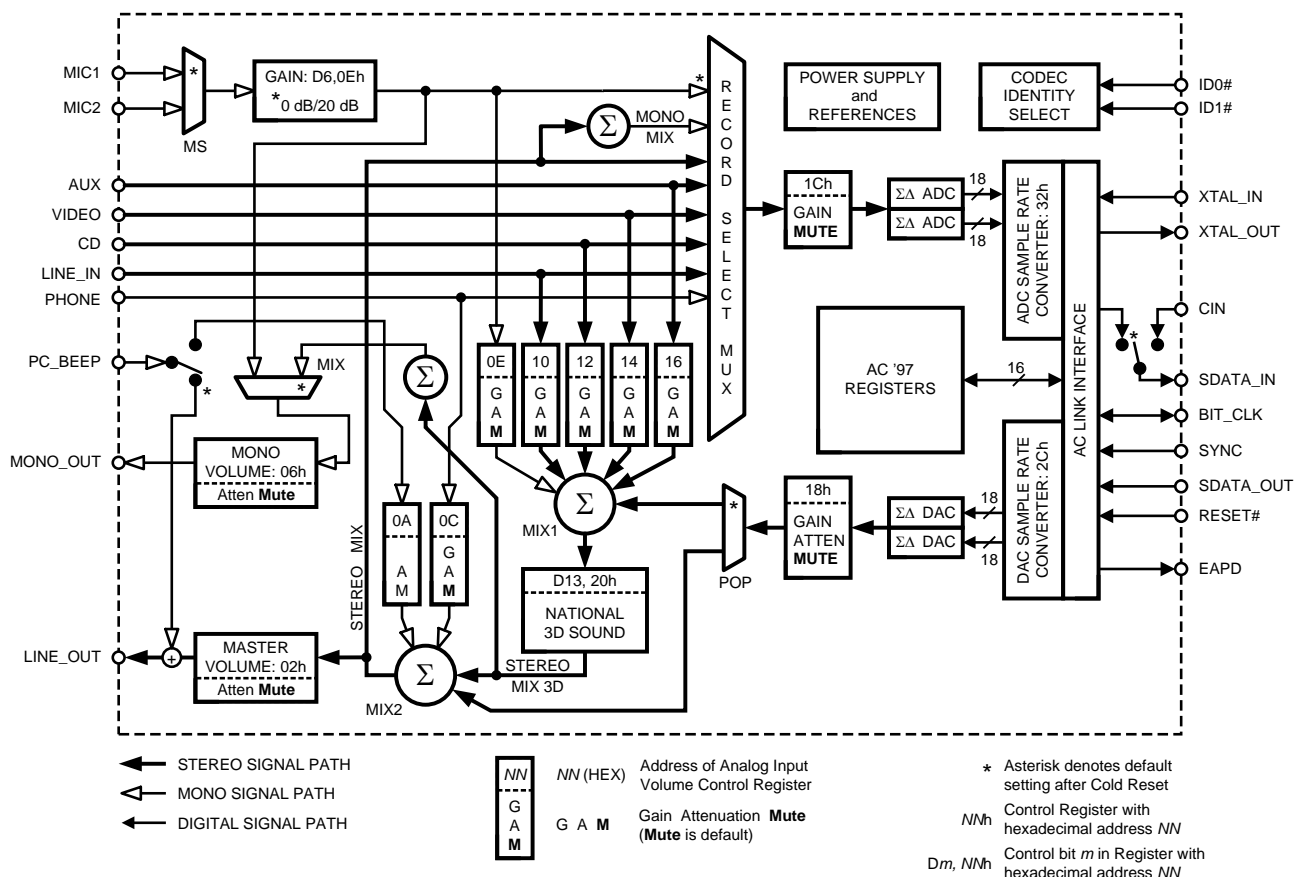 MIC1
MIC2
*
MS
GAIN: D6,0Eh
*0 dB/20 dB
*
Σ
MONO
MIX
RECORD SELECT MUX
POWER SUPPLY
and
REFERENCES
CODEC
IDENTITY
SELECT
ID0#
ID1#
AUX
VIDEO
CD
LINE_IN
PHONE
1Ch
GAIN
MUTE
ΣΔ ADC
ΣΔ ADC
18
18
ADC SAMPLE RATE
CONVERTER: 32h
AC LINK INTERFACE
XTAL_IN
XTAL_OUT
CIN
*
SDATA_IN
BIT_CLK
SYNC
SDATA_OUT
RESET#
EAPD
PC_BEEP
*
MIX
*
Σ
0E
G
A
M
10
G
A
M
12
G
A
M
14
G
A
M
16
G
A
M
AC '97
REGISTERS
16
MONO_OUT
MONO
VOLUME: 06h
Atten Mute
0A
A
M
0C
G
A
M
Σ
MIX1
*
POP
18h
GAIN
ATTEN
MUTE
ΣΔ DAC
ΣΔ DAC
18
18
DAC SAMPLE RATE
CONVERTER: 2Ch
D13, 20h
NATIONAL
3D SOUND
STEREO MIX
LINE_OUT
+
MASTER
VOLUME: 02h
Atten Mute
Σ
MIX2
STEREO
MIX 3D
STEREO SIGNAL PATH
MONO SIGNAL PATH
DIGITAL SIGNAL PATH
NN
G
A
M
NN (HEX)
Address of Analog Input
Volume Control Register
G A M
Gain Attenuation Mute
(Mute is default)
* Asterisk denotes default
setting after Cold Reset
NNh Control Register with
hexadecimal address NN
Dm, NNh Control bit m in Register with
hexadecimal address NN